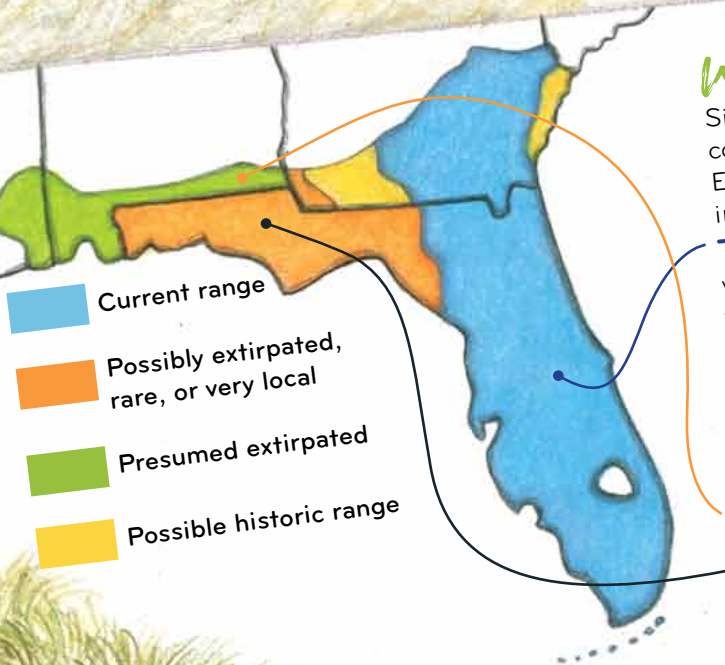 Current range
Possibly extirpated,
rare, or very local
Presumed extirpated
Possible historic range